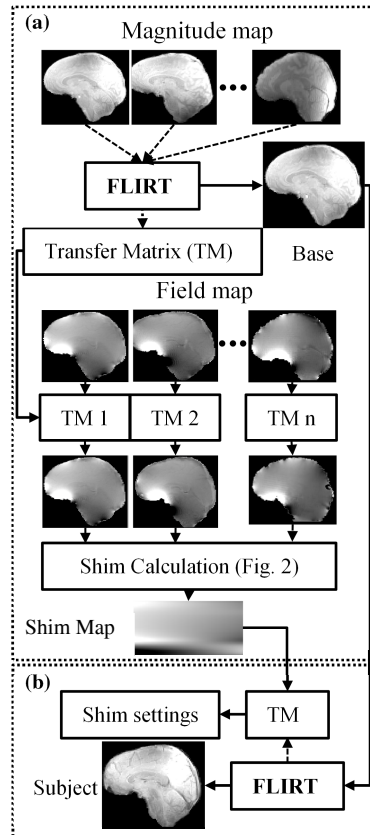 (a)
Magnitude map
FLIRT
Transfer Matrix (TM)
Base
Field map
TM 1
TM 2
TM n
Shim Calculation (Fig. 2)
Shim Map
(b)
Shim settings
TM
Subject
FLIRT